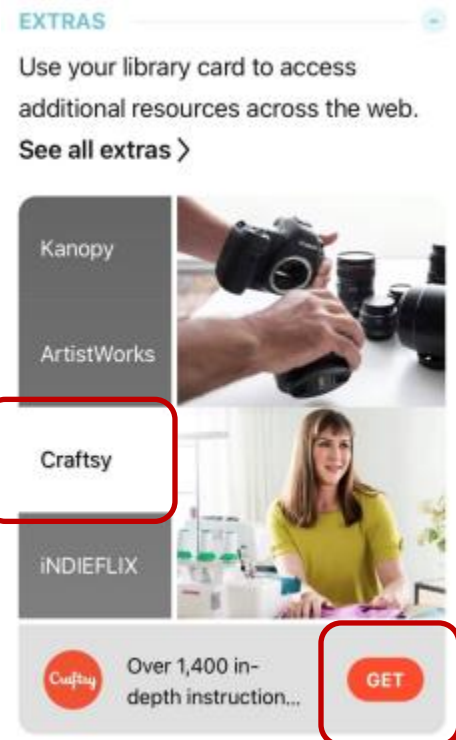 EXTRAS
Use your library card to access
additional resources across the web.
See all extras >
Kanopy
ArtistWorks
Craftsy
iNDIEFLIX
Craftsy
Over 1,400 in-
depth instruction...
GET